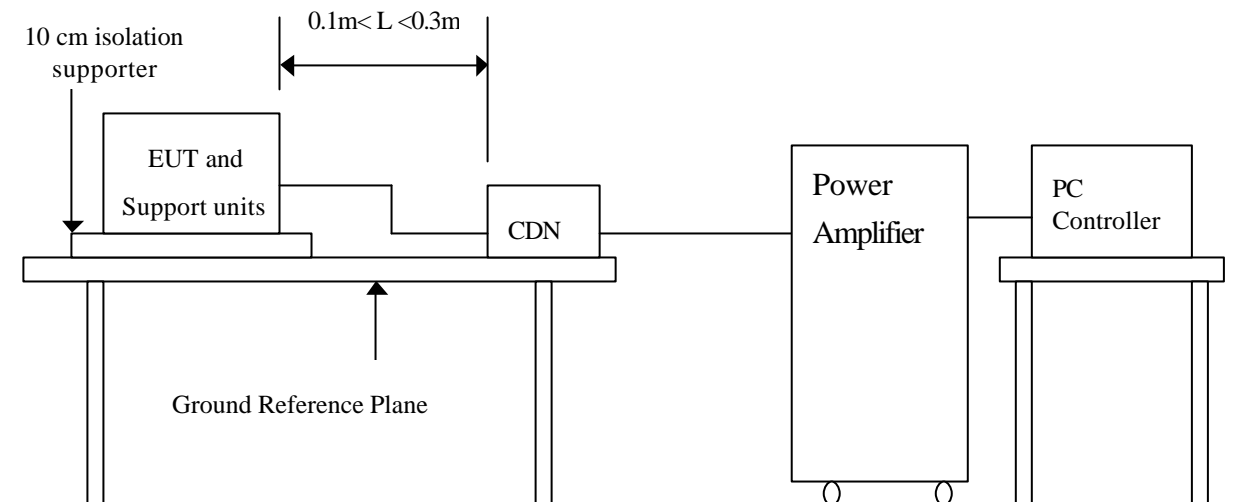 0.1m< L <0.3m
10 cm isolation
supporter
EUT and
Support units
CDN
Power
Amplifier
PC
Controller
Ground Reference Plane